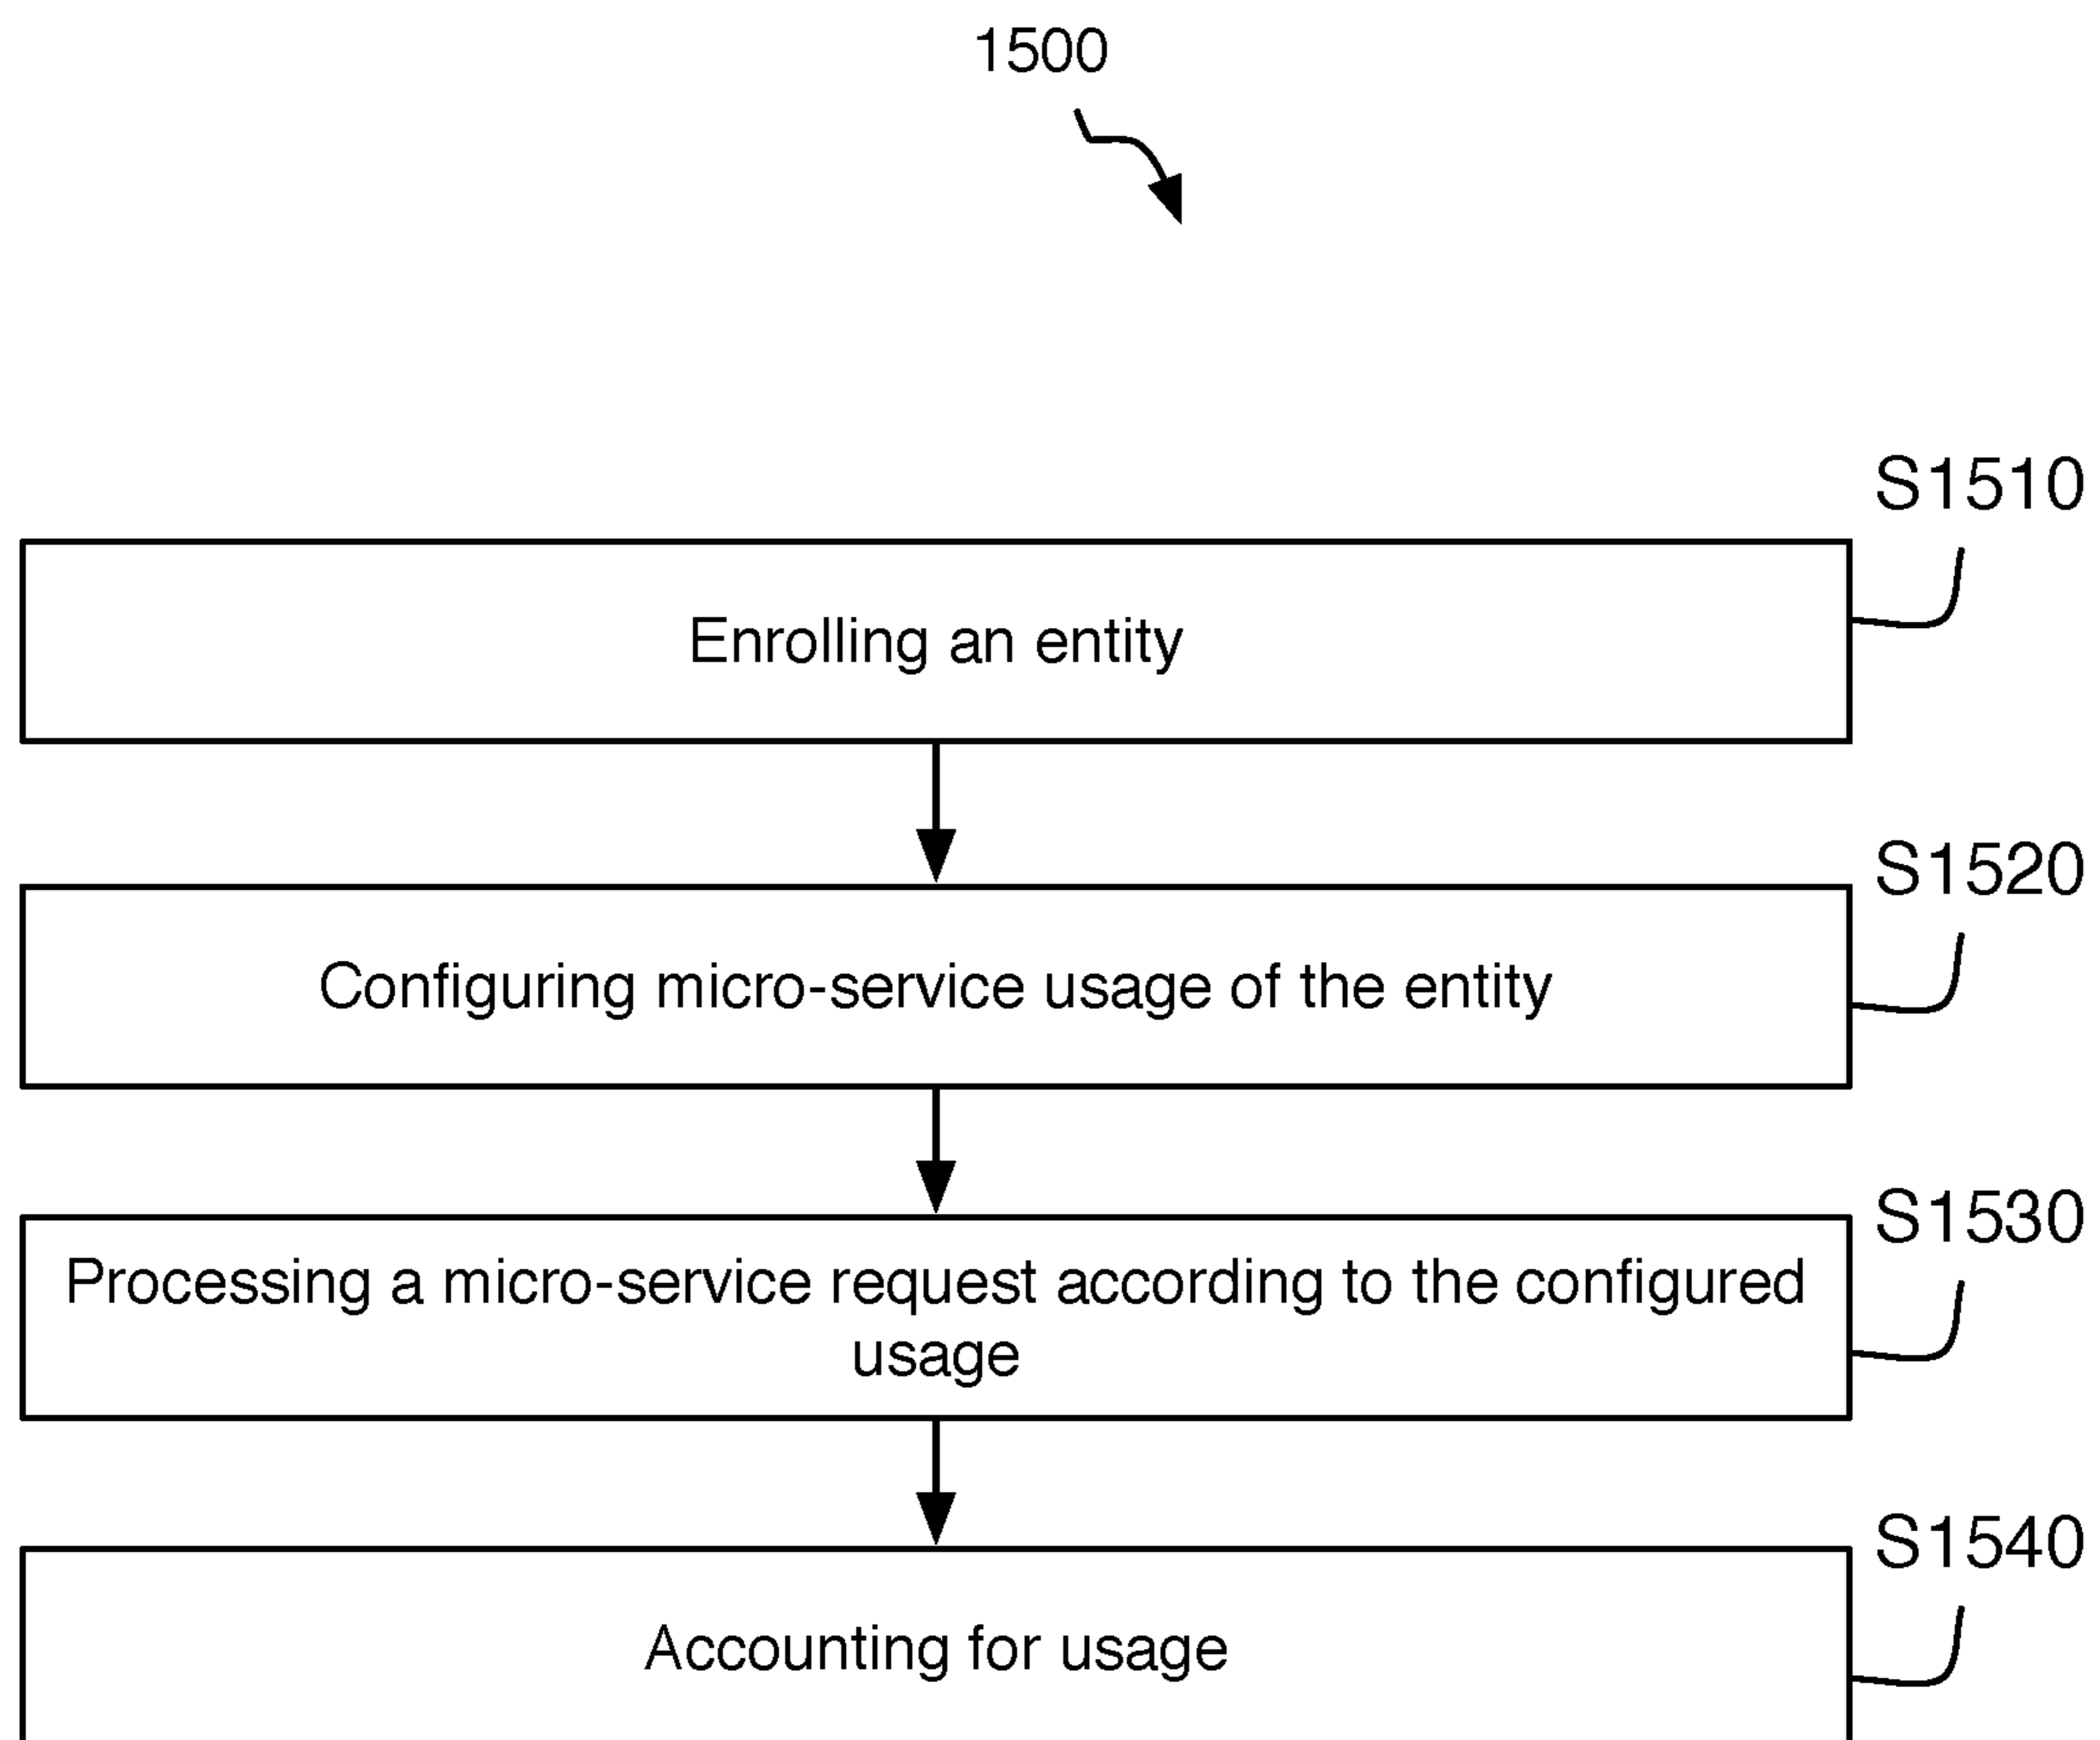 1500
S1510
Enrolling an entity
S1520
Configuring micro-service usage of the entity
S1530
Processing a micro-service request according to the configured
usage
S1540
Accounting for usage